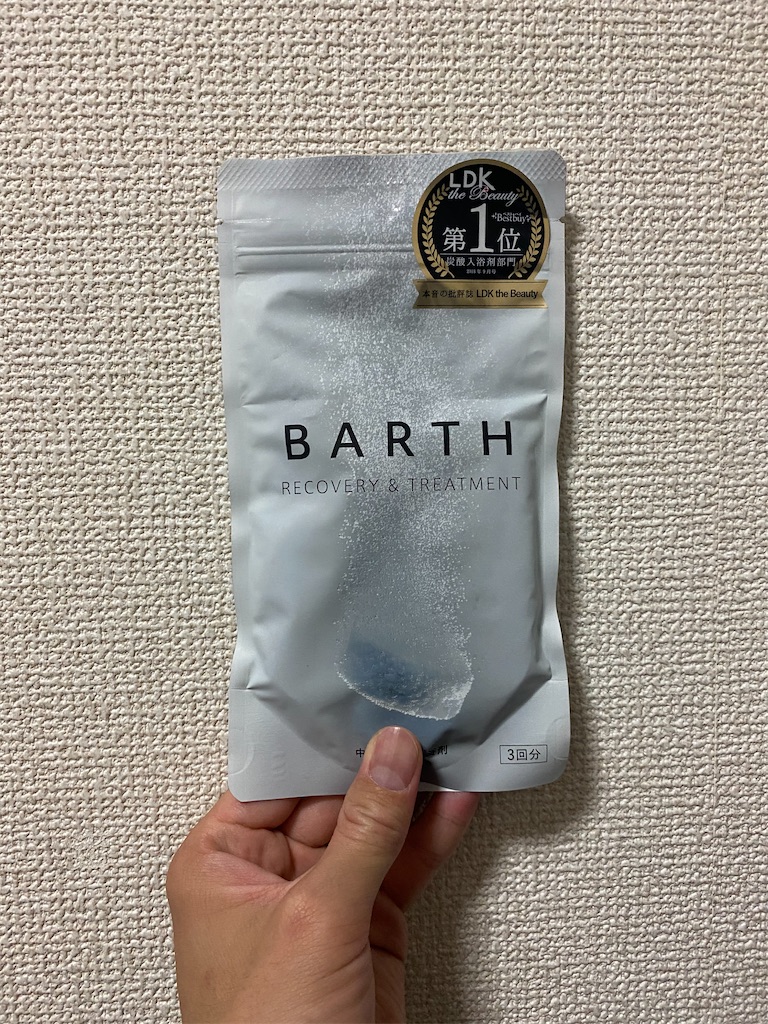 LDK
the Beauty
Bestbuy
第1位
炭酸入浴剤部門
本音の批評誌 LDK the Beauty
BARTH
RECOVERY & TREATMENT
中
剤
3回分